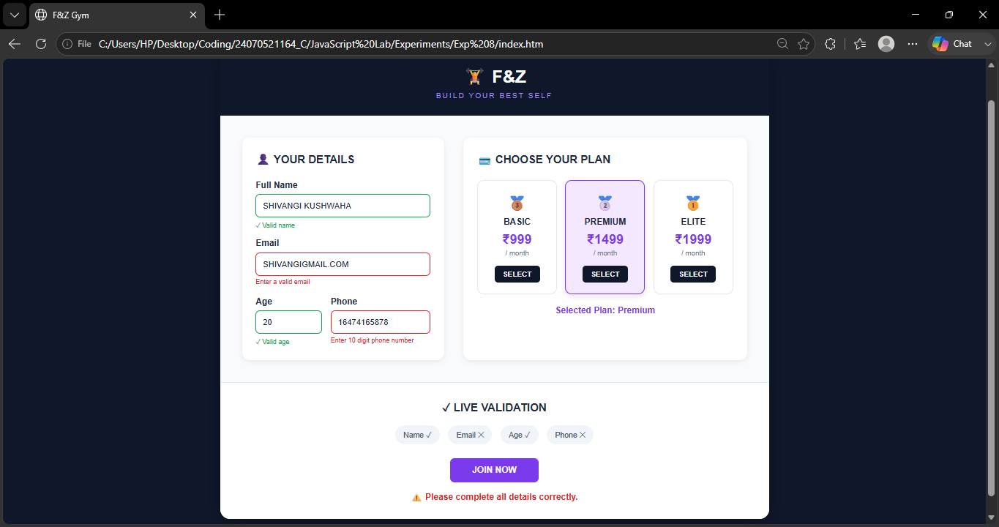 F&Z Gym
File C:/Users/HP/Desktop/Coding/24070521164_C/JavaScript%20Lab/Experiments/Exp%208/index.htm
Chat
F&Z
BUILD YOUR BEST SELF
YOUR DETAILS
Full Name
SHIVANGI KUSHWAHA
✓ Valid name
Email
SHIVANGIGMAIL.COM
Enter a valid email
Age Phone
20 16474165878
✓ Valid age Enter 10 digit phone number
CHOOSE YOUR PLAN
3 2 1
BASIC PREMIUM ELITE
₹999 ₹1499 ₹1999
/ month / month / month
SELECT SELECT SELECT
Selected Plan: Premium
✓ LIVE VALIDATION
Name ✓ Email ✕ Age ✓ Phone ✕
JOIN NOW
⚠ Please complete all details correctly.